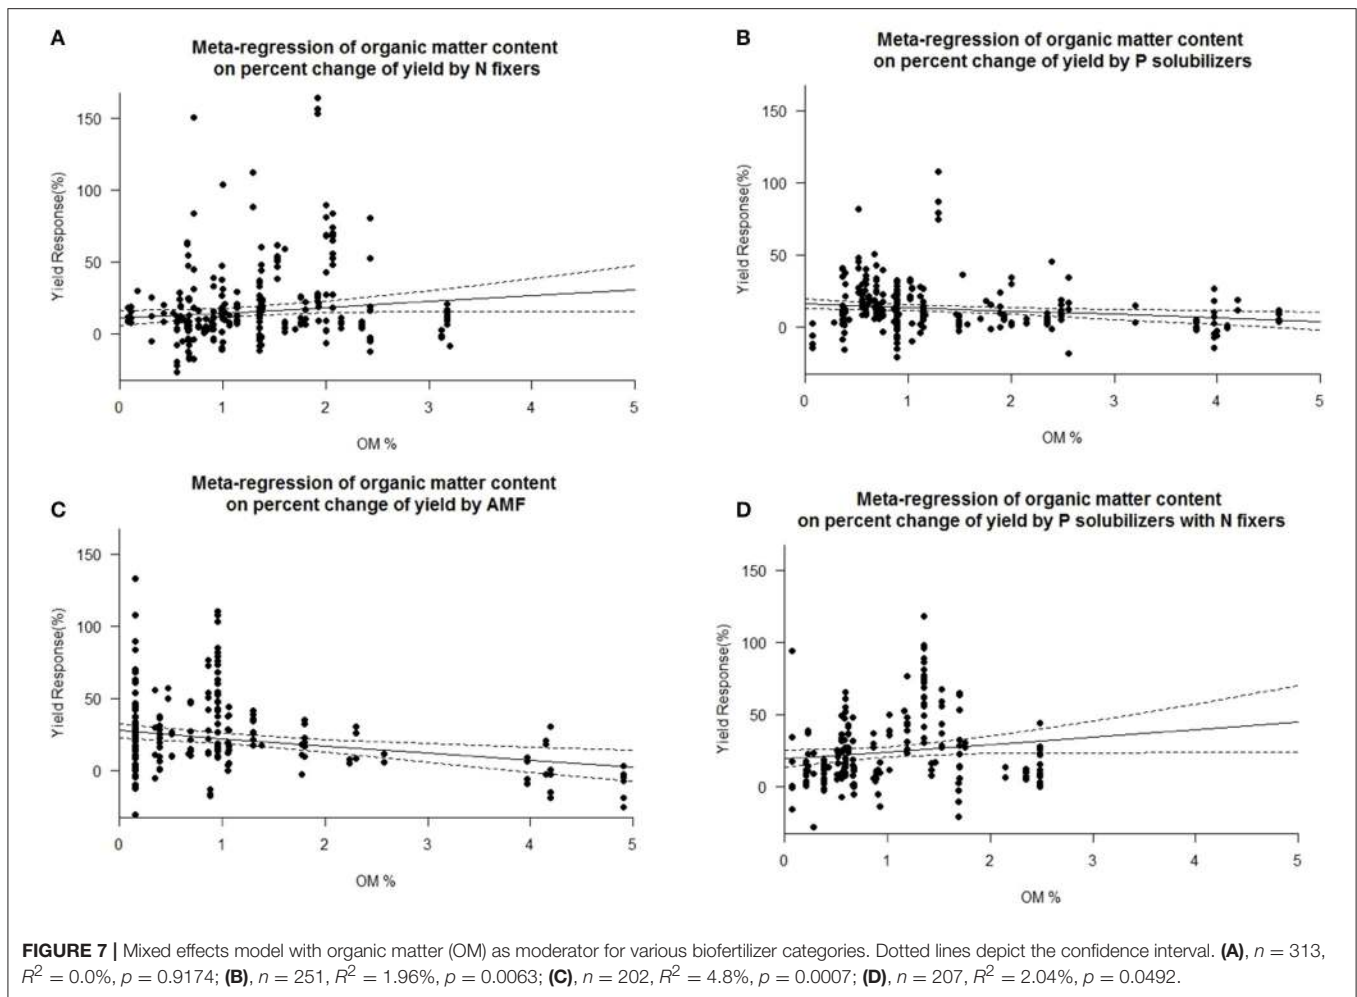 A
Meta-regression of organic matter content
on percent change of yield by N fixers
Yield Response(%)
150
100
50
0
0 1 2 3 4 5
OM %
B
Meta-regression of organic matter content
on percent change of yield by P solubilizers
Yield Response(%)
150
100
50
0
0 1 2 3 4 5
OM %
C
Meta-regression of organic matter content
on percent change of yield by AMF
Yield Response(%)
150
100
50
0
0 1 2 3 4 5
OM %
D
Meta-regression of organic matter content
on percent change of yield by P solubilizers with N fixers
Yield Response(%)
150
100
50
0
0 1 2 3 4 5
OM %
FIGURE 7 | Mixed effects model with organic matter (OM) as moderator for various biofertilizer categories. Dotted lines depict the confidence interval. (A), n = 313,
R² = 0.0%, p = 0.9174; (B), n = 251, R² = 1.96%, p = 0.0063; (C), n = 202, R² = 4.8%, p = 0.0007; (D), n = 207, R² = 2.04%, p = 0.0492.